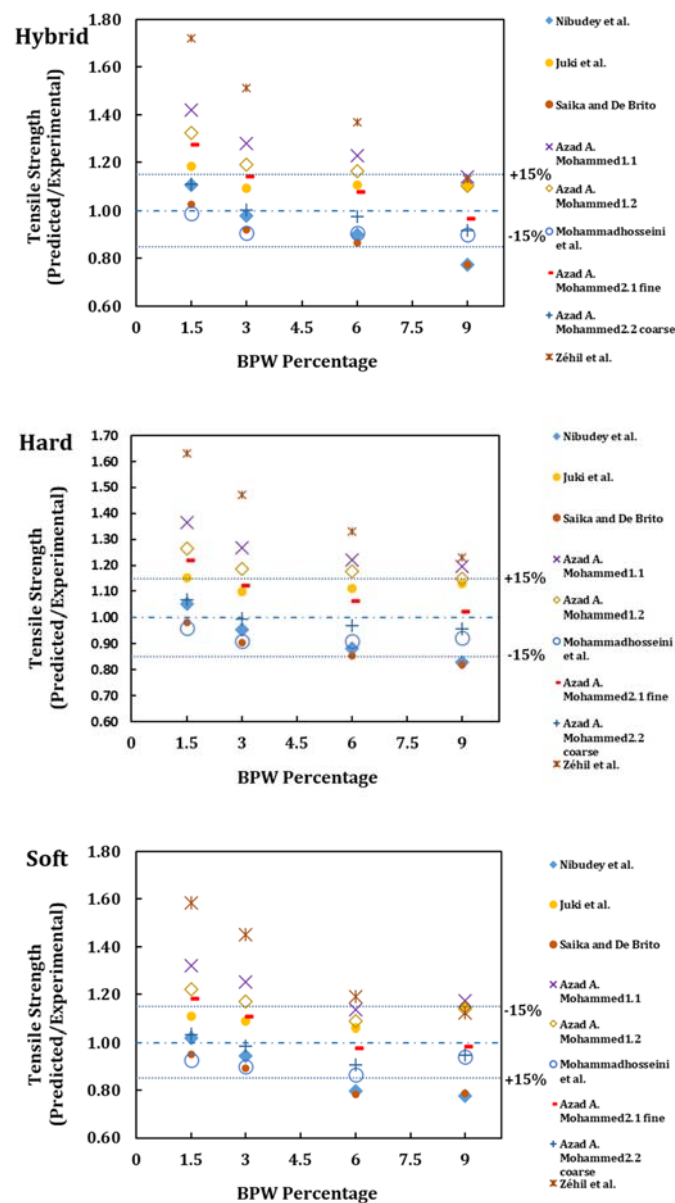 Hybrid
Tensile Strength
(Predicted/Experimental)
1.80
1.60
1.40
1.20
1.00
0.80
0.60
+15%
-15%
0
1.5
3
4.5
6
7.5
9
BPW Percentage
Nibudey et al.
Juki et al.
Saika and De Brito
Azad A.
Mohammed1.1
Azad A.
Mohammed1.2
Mohammadhosseini
et al.
Azad A.
Mohammed2.1 fine
Azad A.
Mohammed2.2 coarse
Zéhil et al.
Hard
Tensile Strength
(Predicted/Experimental)
1.70
1.60
1.50
1.40
1.30
1.20
1.10
1.00
0.90
0.80
0.70
0.60
+15%
-15%
0
1.5
3
4.5
6
7.5
9
BPW Percentage
Nibudey et al.
Juki et al.
Saika and De Brito
Azad A.
Mohammed1.1
Azad A.
Mohammed1.2
Mohammadhosseini
et al.
Azad A.
Mohammed2.1 fine
Azad A.
Mohammed2.2
coarse
Zéhil et al.
Soft
Tensile Strength
(Predicted/Experimental)
1.80
1.60
1.40
1.20
1.00
0.80
0.60
-15%
+15%
0
1.5
3
4.5
6
7.5
9
BPW Percentage
Nibudey et al.
Juki et al.
Saika and De Brito
Azad A.
Mohammed1.1
Azad A.
Mohammed1.2
Mohammadhosseini
et al.
Azad A.
Mohammed2.1 fine
Azad A.
Mohammed2.2
coarse
Zéhil et al.